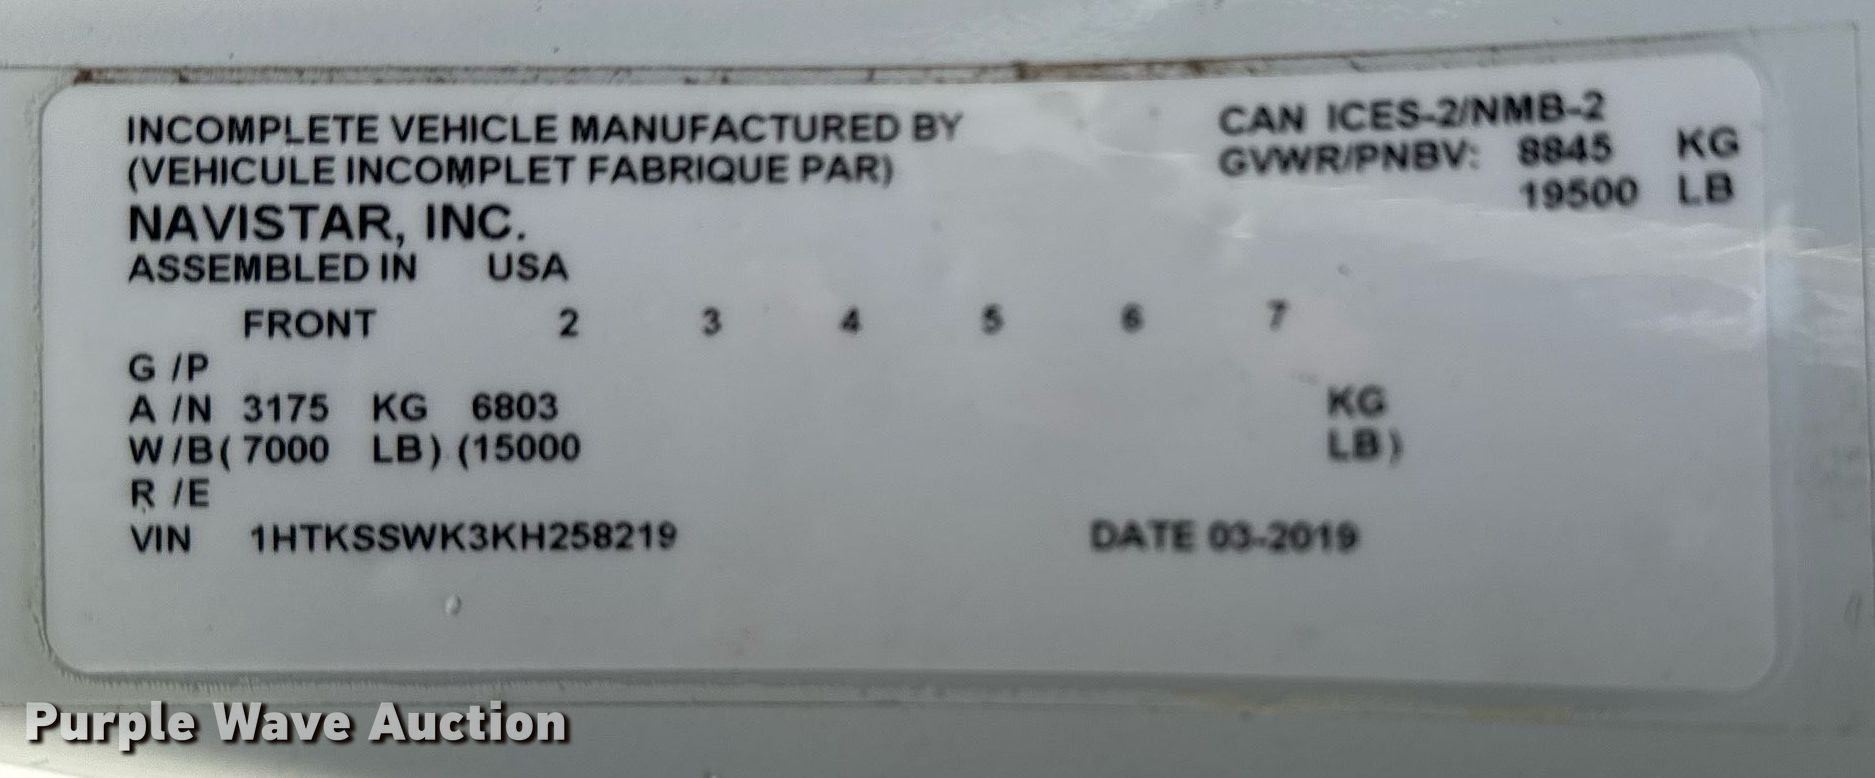 INCOMPLETE VEHICLE MANUFACTURED BY
(VEHICULE INCOMPLET FABRIQUE PAR)
NAVISTAR, INC.
ASSEMBLED IN USA
CAN ICES-2/NMB-2
GVWR/PNBV: 8845 KG
19500 LB
FRONT 2 3 4 5 6 7
G /P
A /N 3175 KG 6803 KG
W /B ( 7000 LB ) (15000 LB )
R /E
VIN 1HTKSSWK3KH258219 DATE 03-2019
Purple Wave Auction